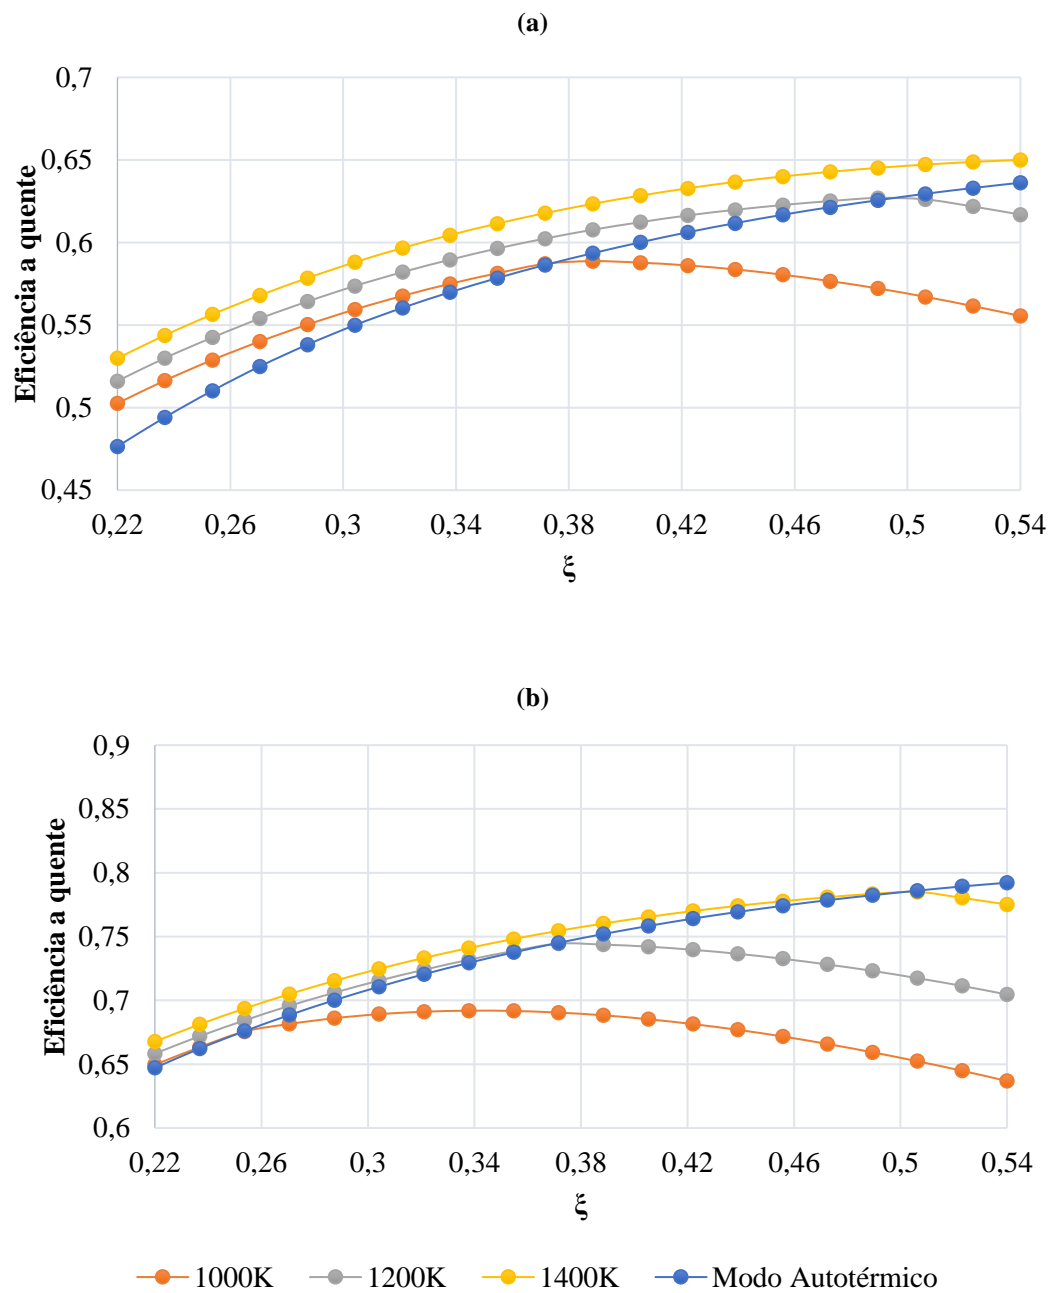 (a)
Eficiência a quente
0,7
0,65
0,6
0,55
0,5
0,45
0,22 0,26 0,3 0,34 0,38 0,42 0,46 0,5 0,54
ξ
(b)
Eficiência a quente
0,9
0,85
0,8
0,75
0,7
0,65
0,6
0,22 0,26 0,3 0,34 0,38 0,42 0,46 0,5 0,54
ξ
1000K 1200K 1400K Modo Autotérmico